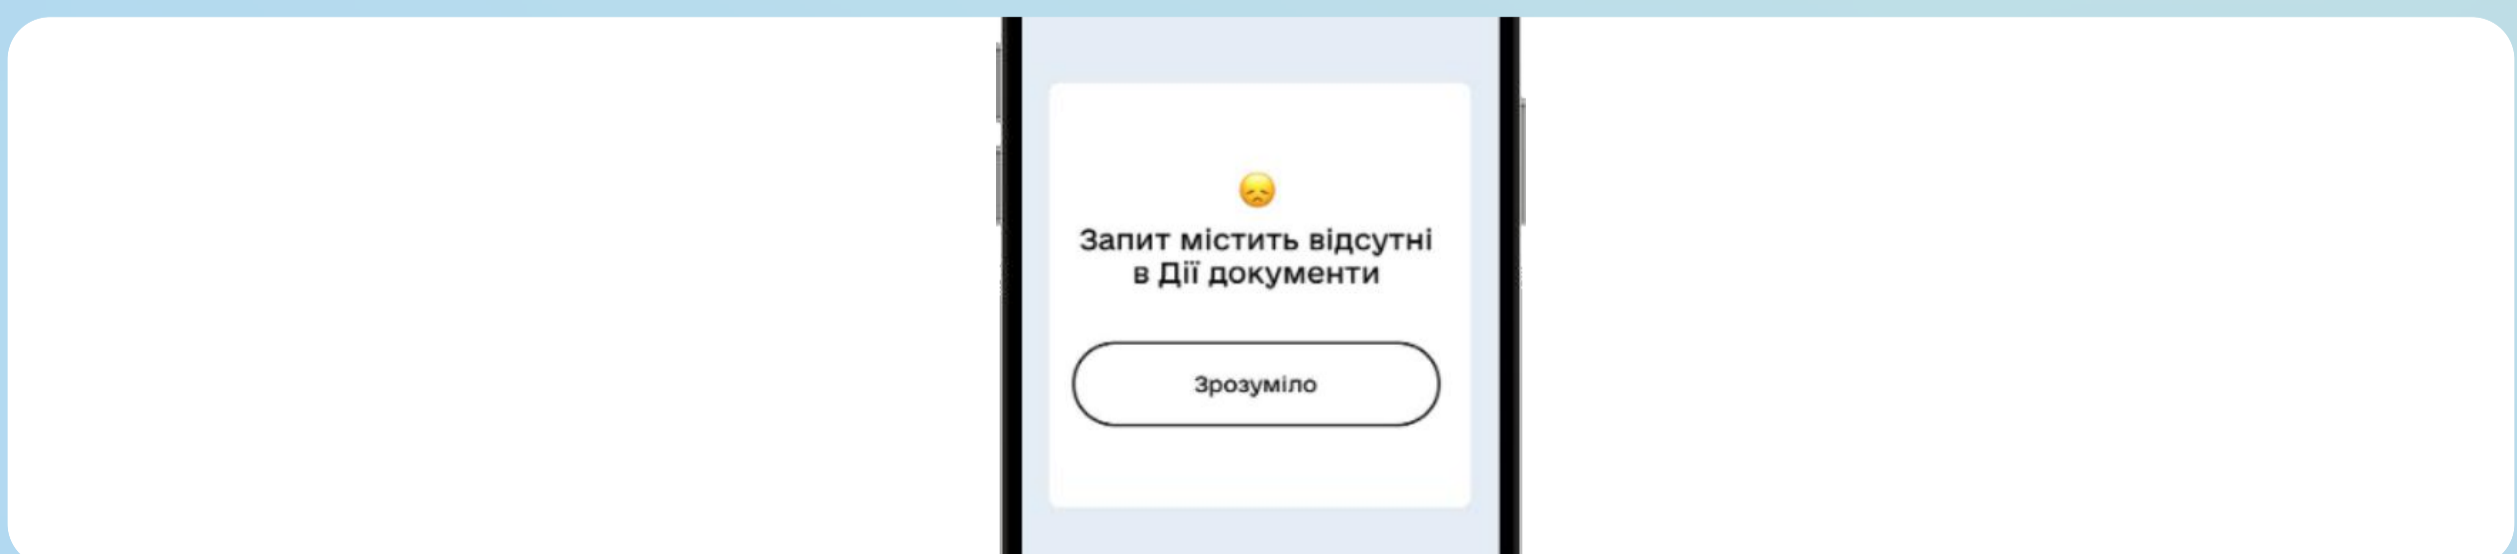 Запит містить відсутні
в Дії документи
Зрозуміло